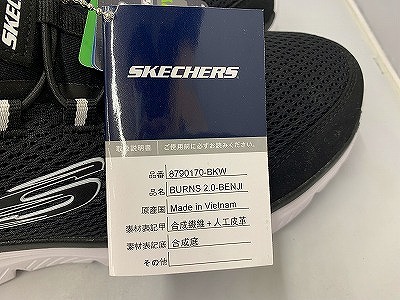 SKECHERS
取扱説明書 ご使用前に必ずお読みください。
品番 8790170-BKW
品名 BURNS 2.0-BENJI
原産国 Made in Vietnam
素材表記甲 合成繊維+人工皮革
素材表記底 合成底
その他